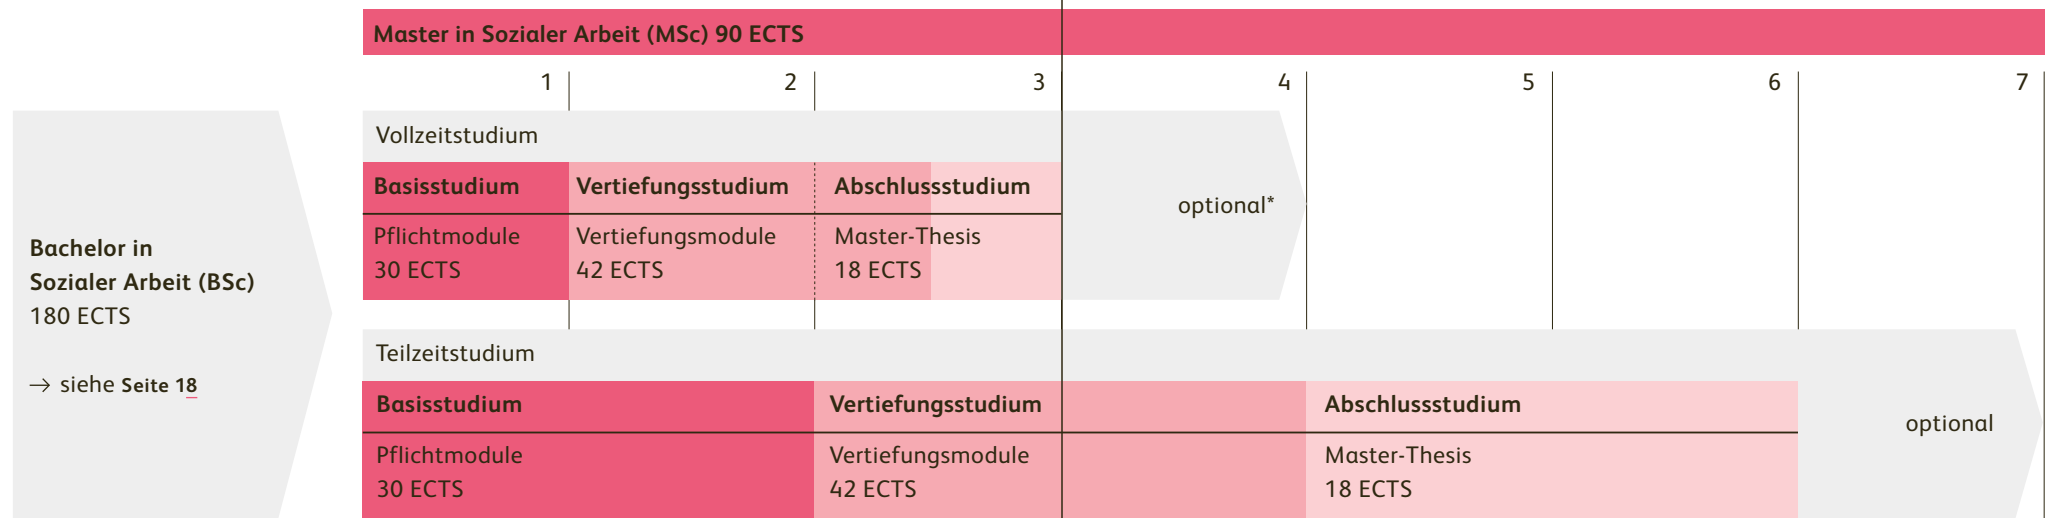 Master in Sozialer Arbeit (MSc) 90 ECTS
1 2 3 4 5 6 7
Bachelor in
Sozialer Arbeit (BSc)
180 ECTS
→ siehe Seite 18
Vollzeitstudium
Basisstudium Vertiefungsstudium Abschlussstudium
optional*
Pflichtmodule Vertiefungsmodule Master-Thesis
30 ECTS 42 ECTS 18 ECTS
Teilzeitstudium
Basisstudium Vertiefungsstudium Abschlussstudium
optional
Pflichtmodule Vertiefungsmodule Master-Thesis
30 ECTS 42 ECTS 18 ECTS